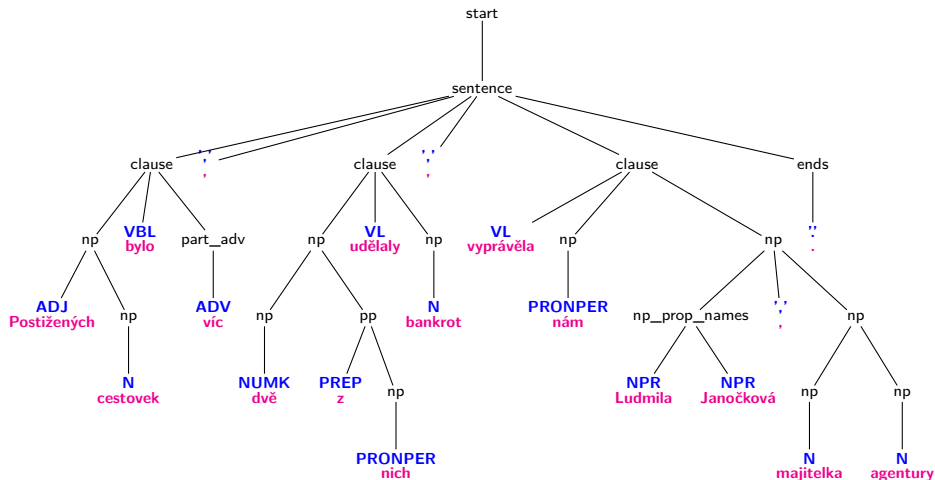 start
sentence
clause ',' clause ',' clause ends
, ,
np VBL part_adv np VL np VL np np '.'
bylo udělaly vyprávěla .
ADJ np ADV np pp N PRONPER np_prop_names ',' np
Postižených víc bankrot nám ,
N NUMK PREP np NPR NPR np np
cestovek dvě z Ludmila Janočková
PRONPER N N
nich majitelka agentury